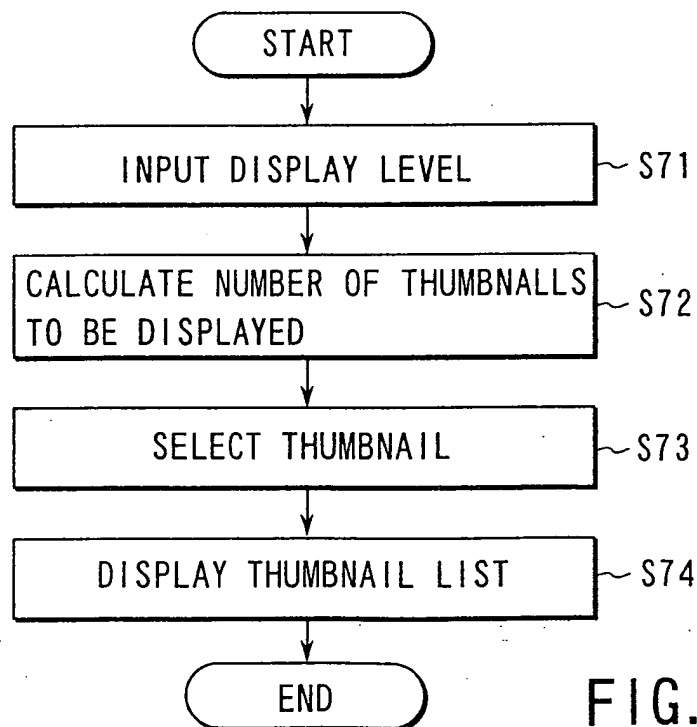 START
INPUT DISPLAY LEVEL
S71
CALCULATE NUMBER OF THUMBNALLS
TO BE DISPLAYED
S72
SELECT THUMBNAIL
S73
DISPLAY THUMBNAIL LIST
S74
END
FIG.